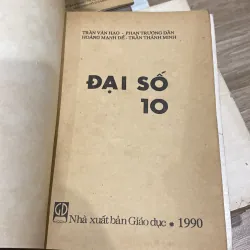 TRẦN VĂN HẠO - PHAN TRƯƠNG DẦN
HOÀNG MẠNH ĐỂ - TRẦN THÀNH MINH
ĐẠI SỐ
10
Nhà xuất bản Giáo dục • 1990